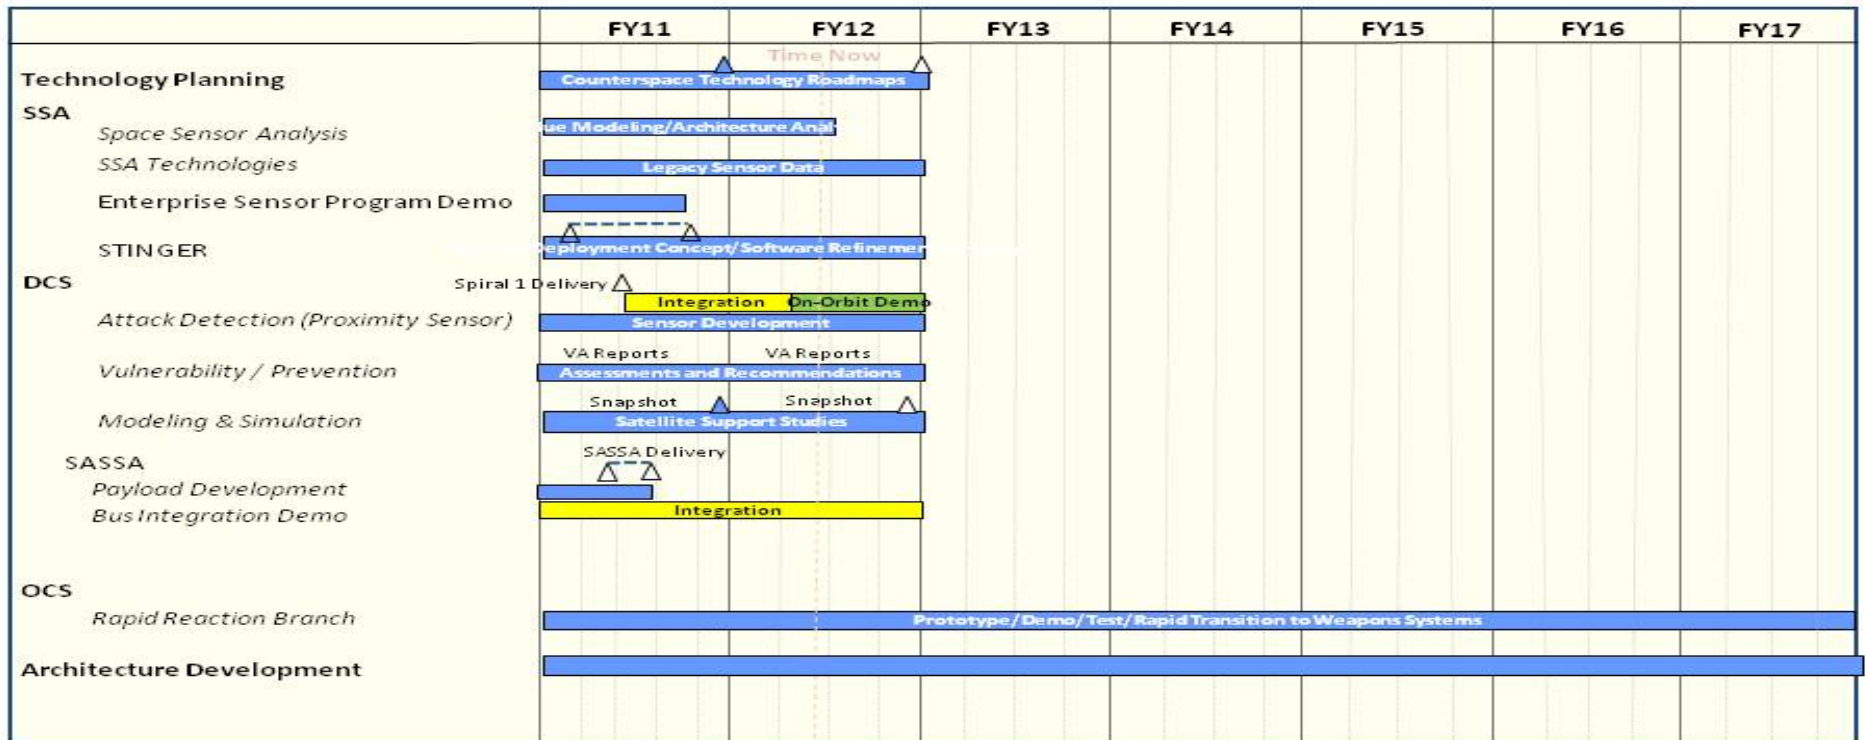 FY11 FY12 FY13 FY14 FY15 FY16 FY17
Time Now
Technology Planning
Counterspace Technology Roadmaps
SSA
Space Sensor Analysis
Modeling/Architecture
SSA Technologies
Legacy Sensor Data
Enterprise Sensor Program Demo
STINGER
Deployment Concept/Software
DCS
Spiral 1 Delivery
Integration On-Orbit Demo
Attack Detection (Proximity Sensor)
Sensor Development
VA Reports VA Reports
Vulnerability / Prevention
Assessments and Recommendations
Snapshot Snapshot
Modeling & Simulation
Satellite Support Studies
SASSA Delivery
SASSA
Payload Development
Bus Integration Demo
Integration
OCS
Rapid Reaction Branch
Prototype/Demo/Test/Rapid Transition to Weapons Systems
Architecture Development